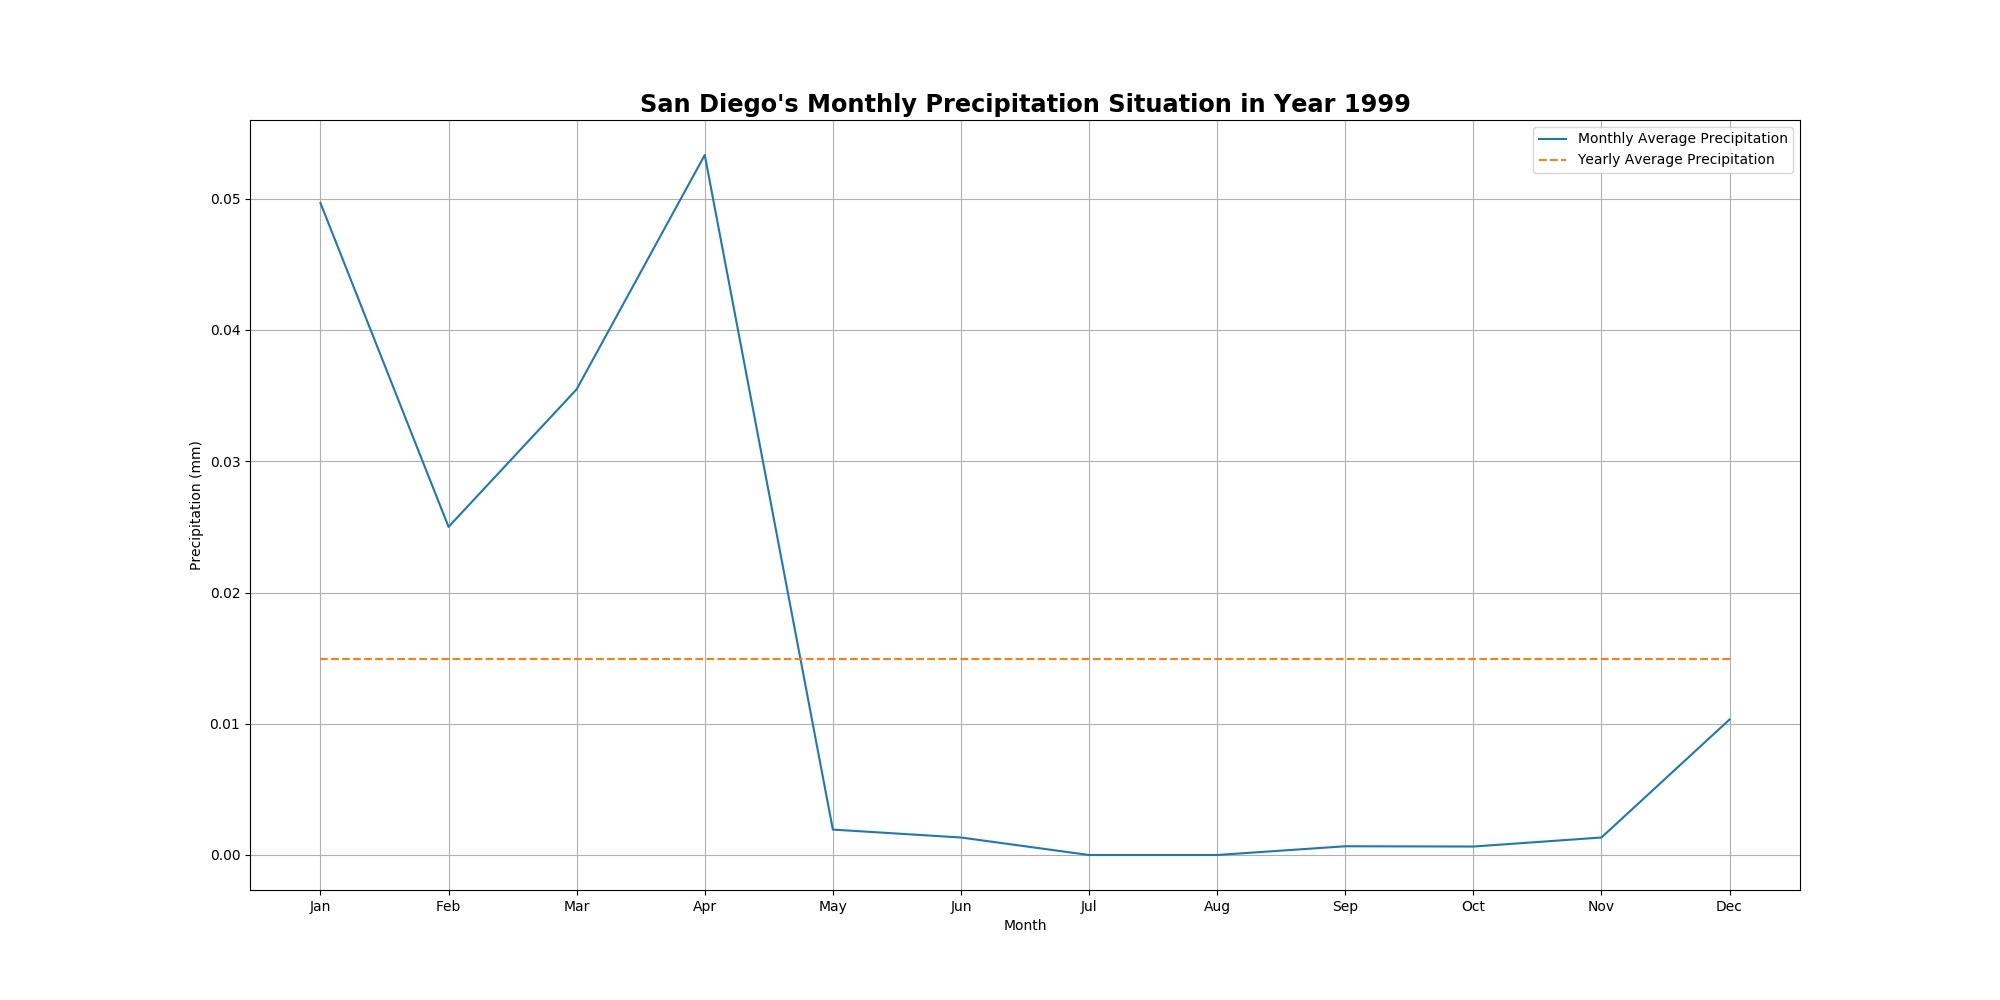 San Diego's Monthly Precipitation Situation in Year 1999
Monthly Average Precipitation
Yearly Average Precipitation
Precipitation (mm)
0.05
0.04
0.03
0.02
0.01
0.00
Jan Feb Mar Apr May Jun Jul Aug Sep Oct Nov Dec
Month